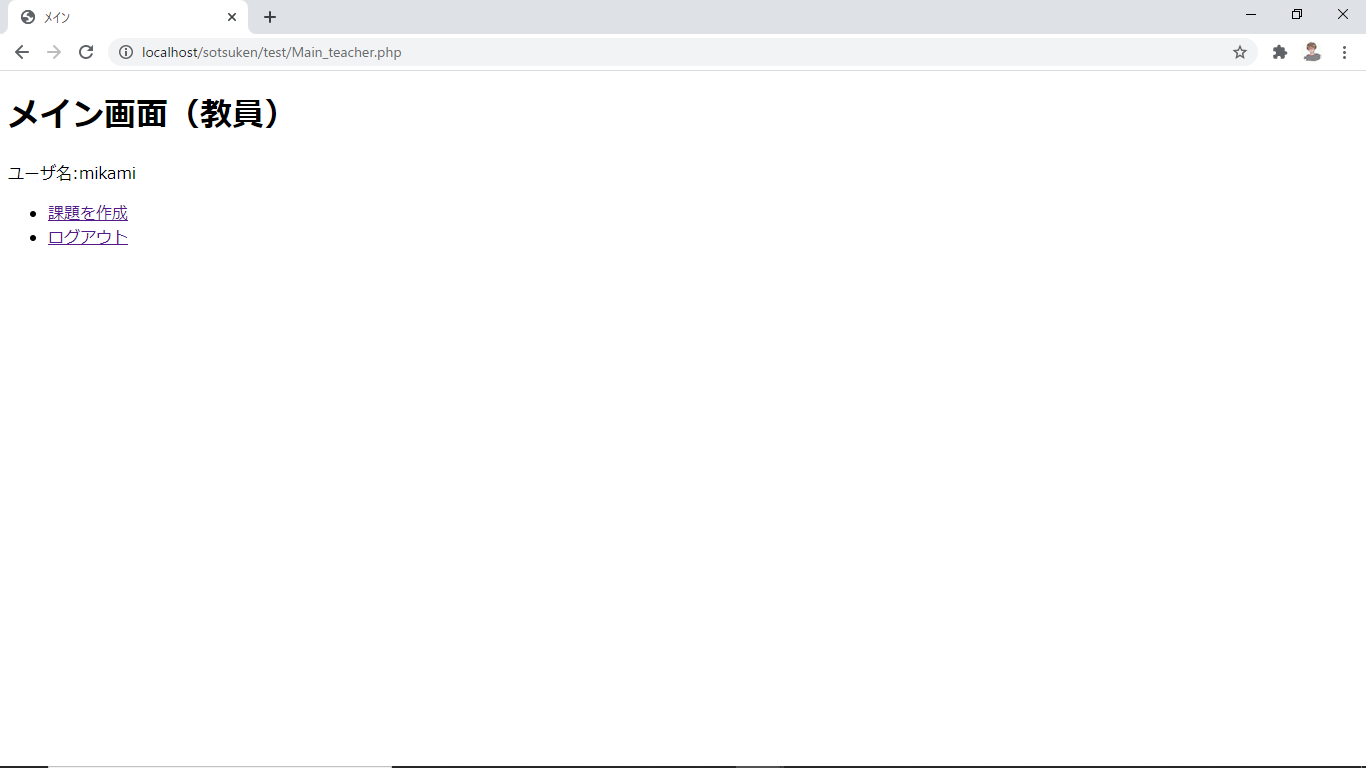 メイン
localhost/sotsuken/test/Main_teacher.php
メイン画面（教員）
ユーザ名:mikami
課題を作成
ログアウト